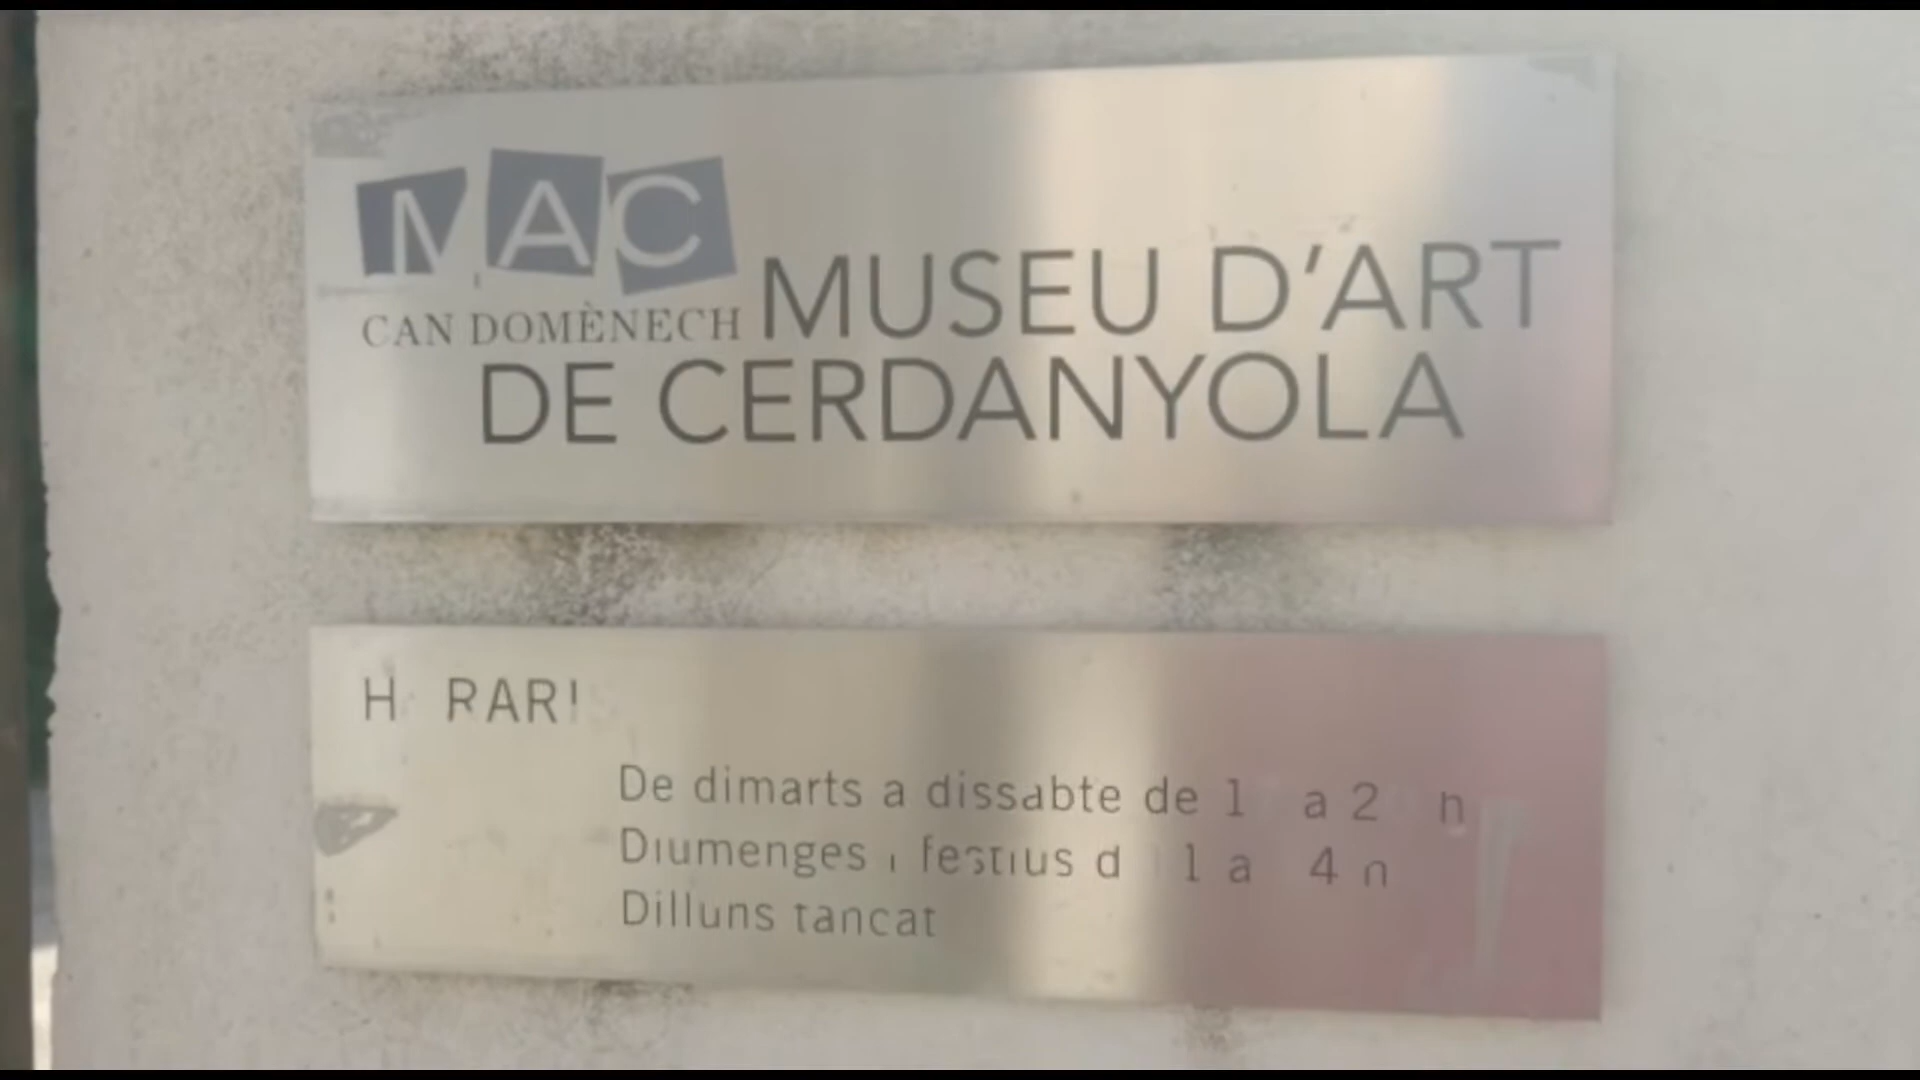 MAC
CAN DOMÈNECH MUSEU D'ART
DE CERDANYOLA
H RARI
De dimarts a dissabte de 1 a 2 h
Diumenges i festius d 1 a 4 h
Dilluns tancat